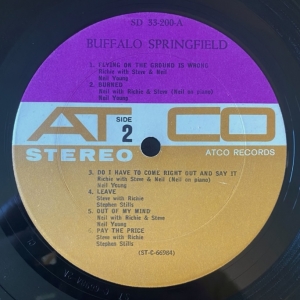 SD 33-200-A
BUFFALO SPRINGFIELD
1. FLYING ON THE GROUND IS WRONG
Richie with Steve & Neil
Neil Young
2. BURNED
Neil with Richie & Steve (Neil on piano)
Neil Young
ATCO
SIDE
2
STEREO
ATCO RECORDS
3. DO I HAVE TO COME RIGHT OUT AND SAY IT
Richie with Steve & Neil (Neil on piano)
Neil Young
4. LEAVE
Steve with Richie
Stephen Stills
5. OUT OF MY MIND
Neil with Richie & Steve
Neil Young
6. PAY THE PRICE
Steve with Richie
Stephen Stills